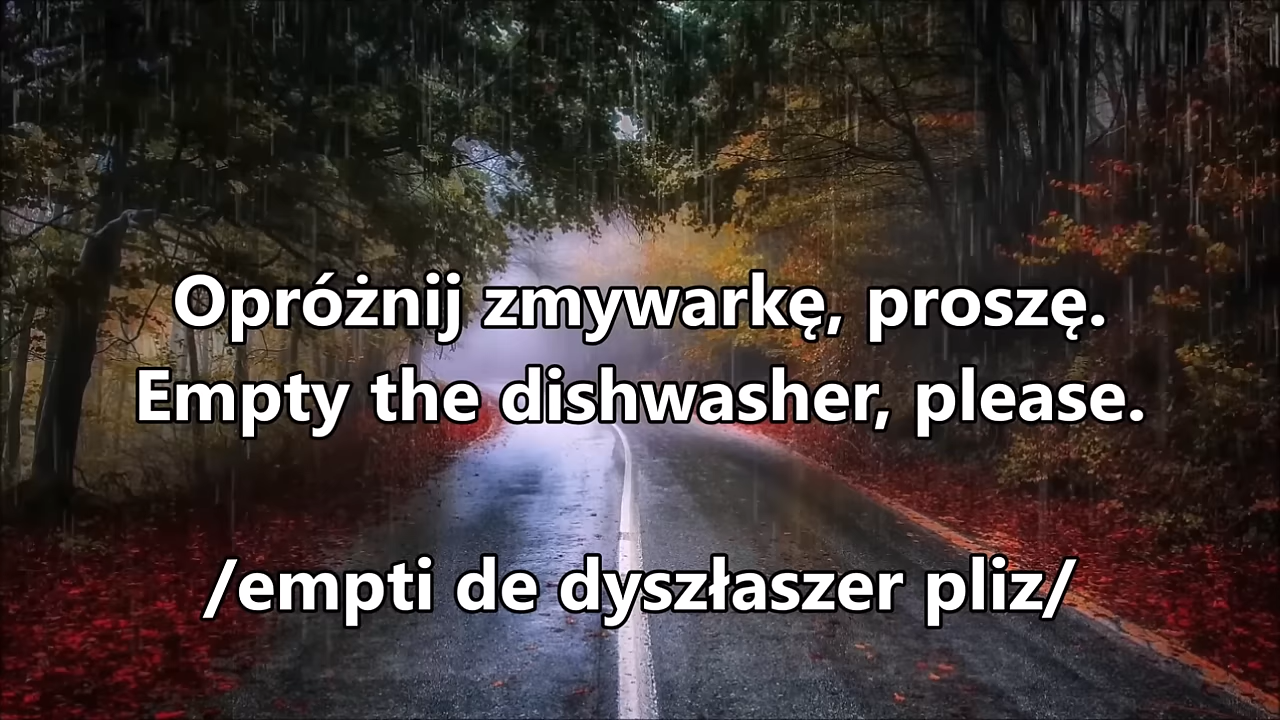 Opróżnij zmywarkę, proszę.
Empty the dishwasher, please.
/empti de dyszłaszer pliz/